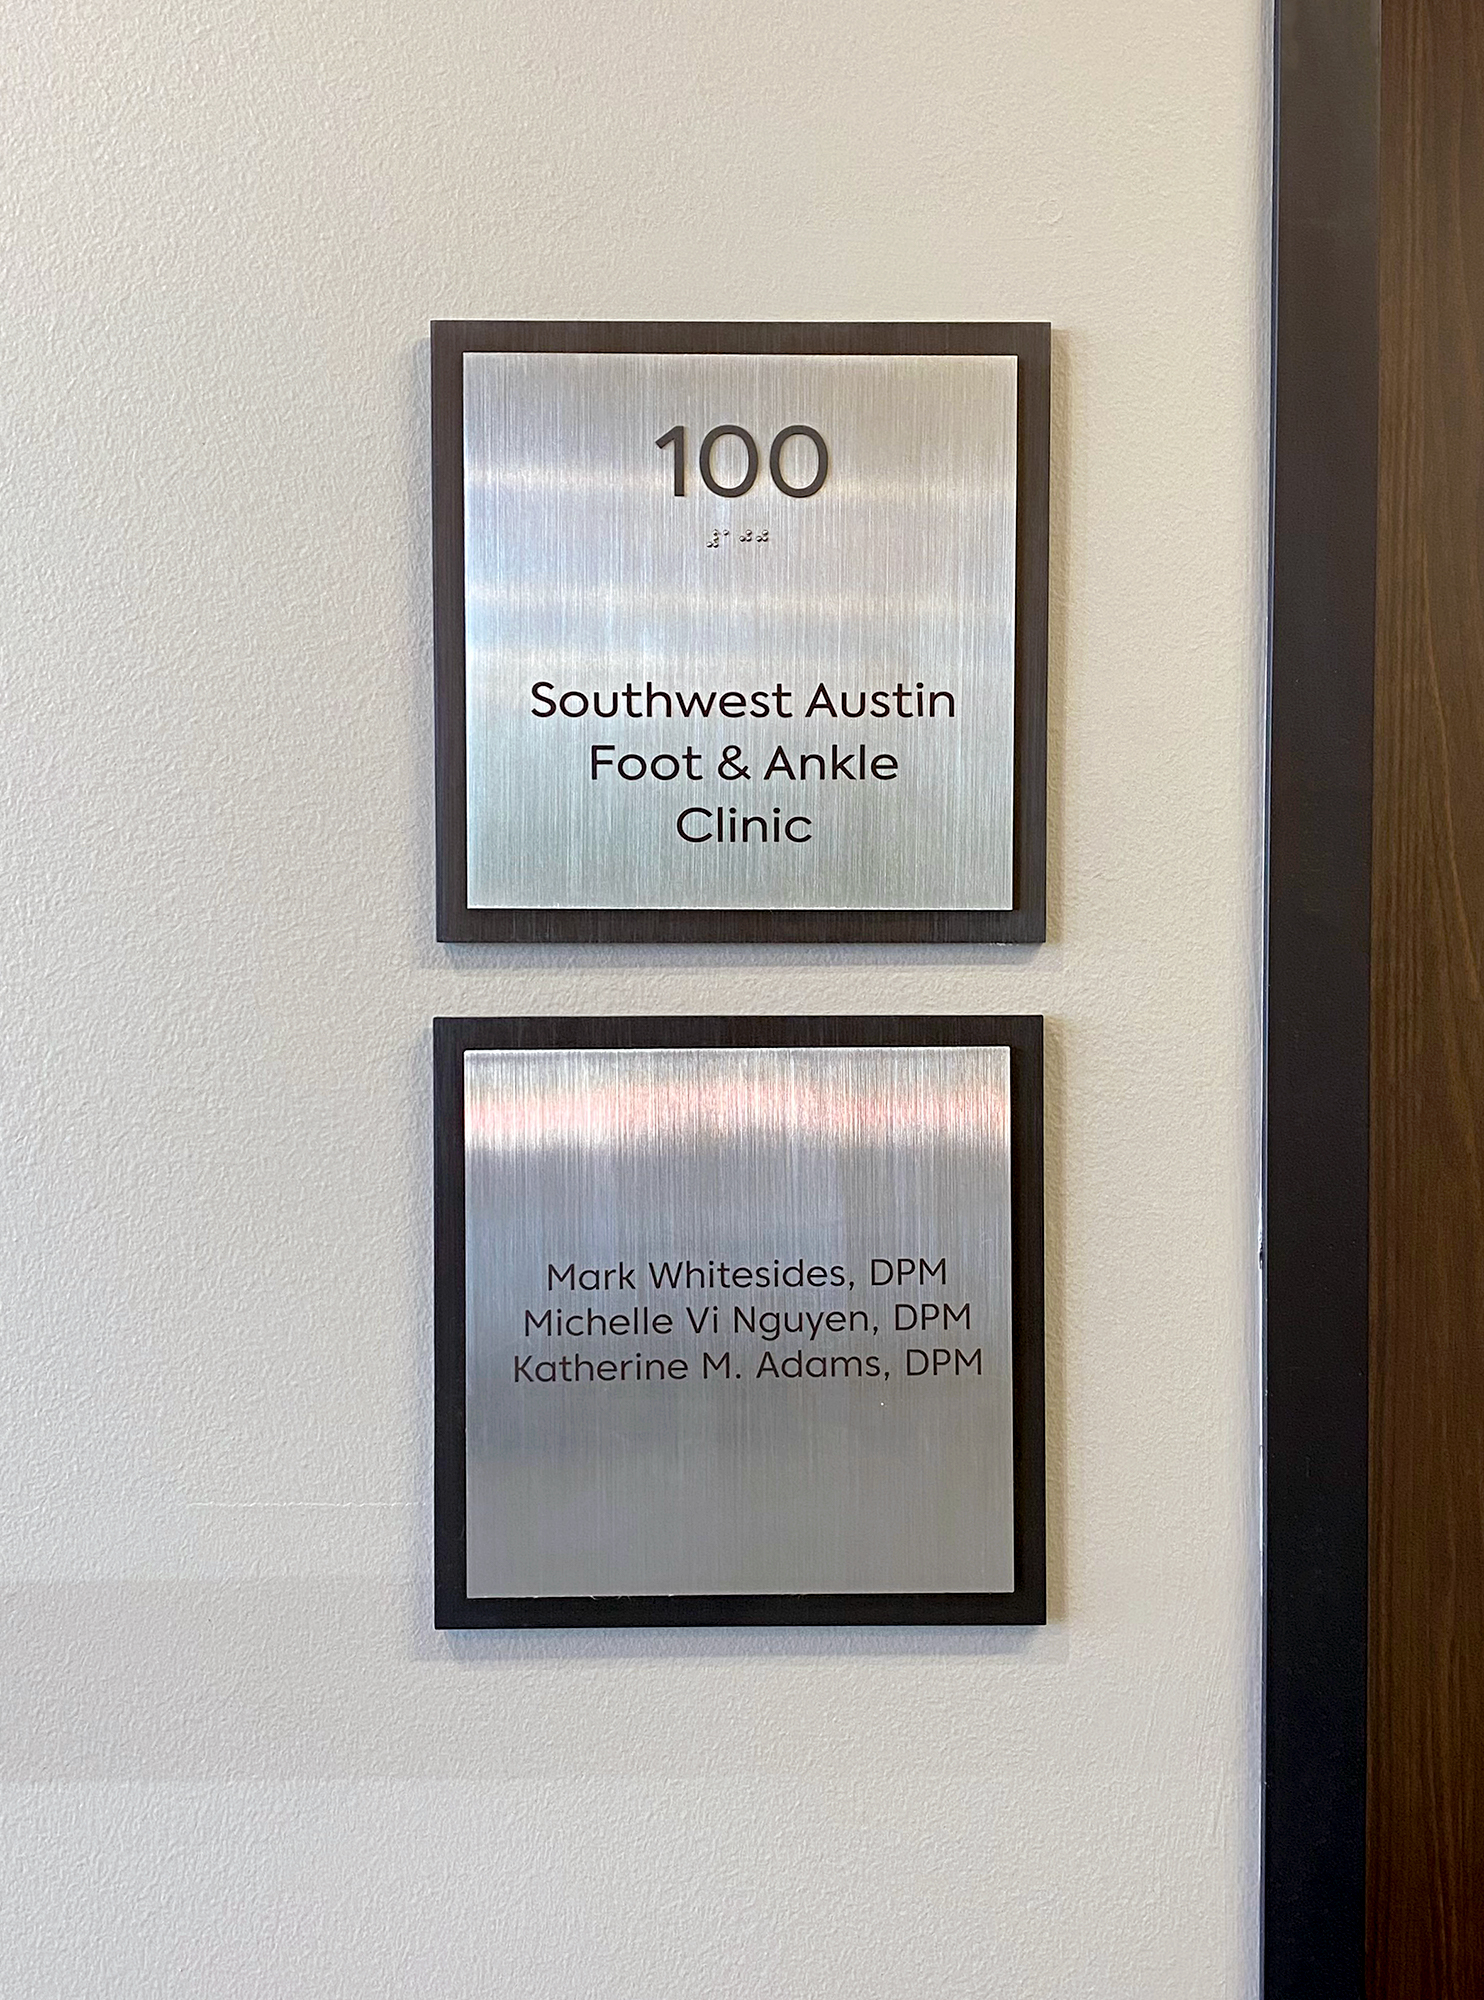 100
⠼⠁⠚⠚
Southwest Austin
Foot & Ankle
Clinic
Mark Whitesides, DPM
Michelle Vi Nguyen, DPM
Katherine M. Adams, DPM